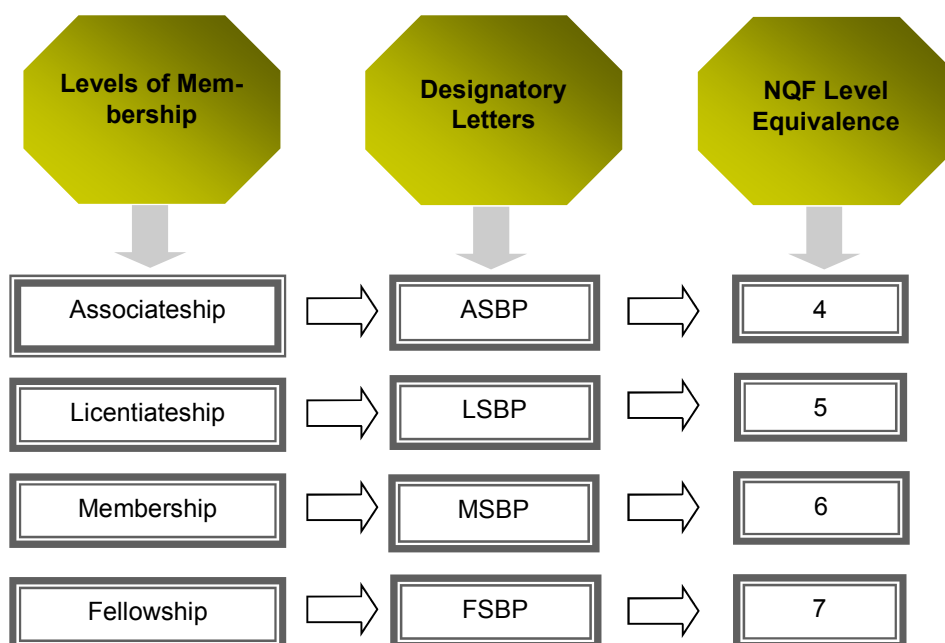 Levels of Mem-
bership
Designatory
Letters
NQF Level
Equivalence
Associateship
ASBP
4
Licentiateship
LSBP
5
Membership
MSBP
6
Fellowship
FSBP
7